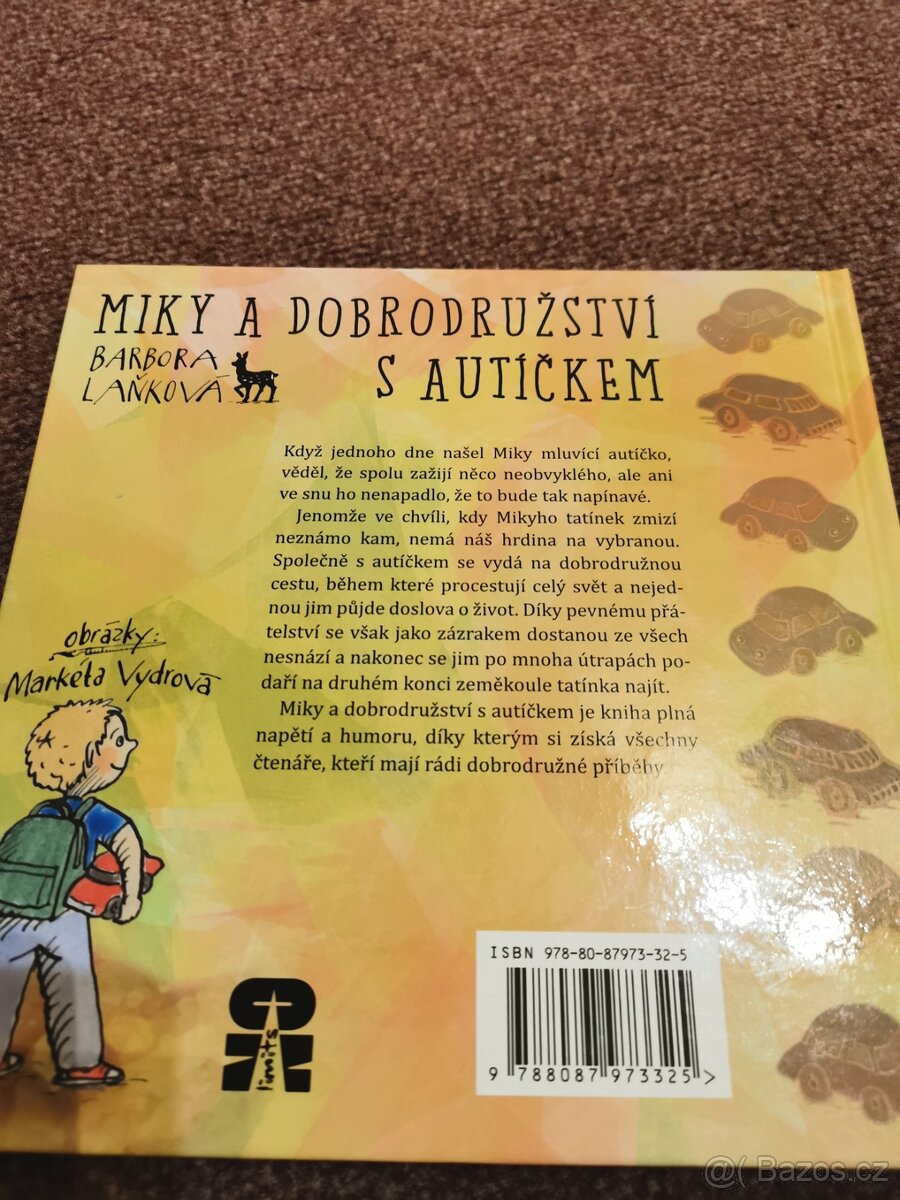 MIKY A DOBRODRUŽSTVÍ
S AUTÍČKEM
BARBORA
LAŇKOVÁ
Když jednoho dne našel Miky mluvící autíčko,
věděl, že spolu zažijí něco neobvyklého, ale ani
ve snu ho nenapadlo, že to bude tak napínavé.
Jenomže ve chvíli, kdy Mikyho tatínek zmizí
neznámo kam, nemá náš hrdina na vybranou.
Společně s autíčkem se vydá na dobrodružnou
cestu, během které procestují celý svět a nejed-
nou jim půjde doslova o život. Díky pevnému přá-
telství se však jako zázrakem dostanou ze všech
nesnází a nakonec se jim po mnoha útrapách po-
daří na druhém konci zeměkoule tatínka najít.
Miky a dobrodružství s autíčkem je kniha plná
napětí a humoru, díky kterým si získá všechny
čtenáře, kteří mají rádi dobrodružné příběhy.
obrázky:
Markéta Vydrová
NO
limits
ISBN 978-80-87973-32-5
9 788087 973325 >
@ Bazos.cz